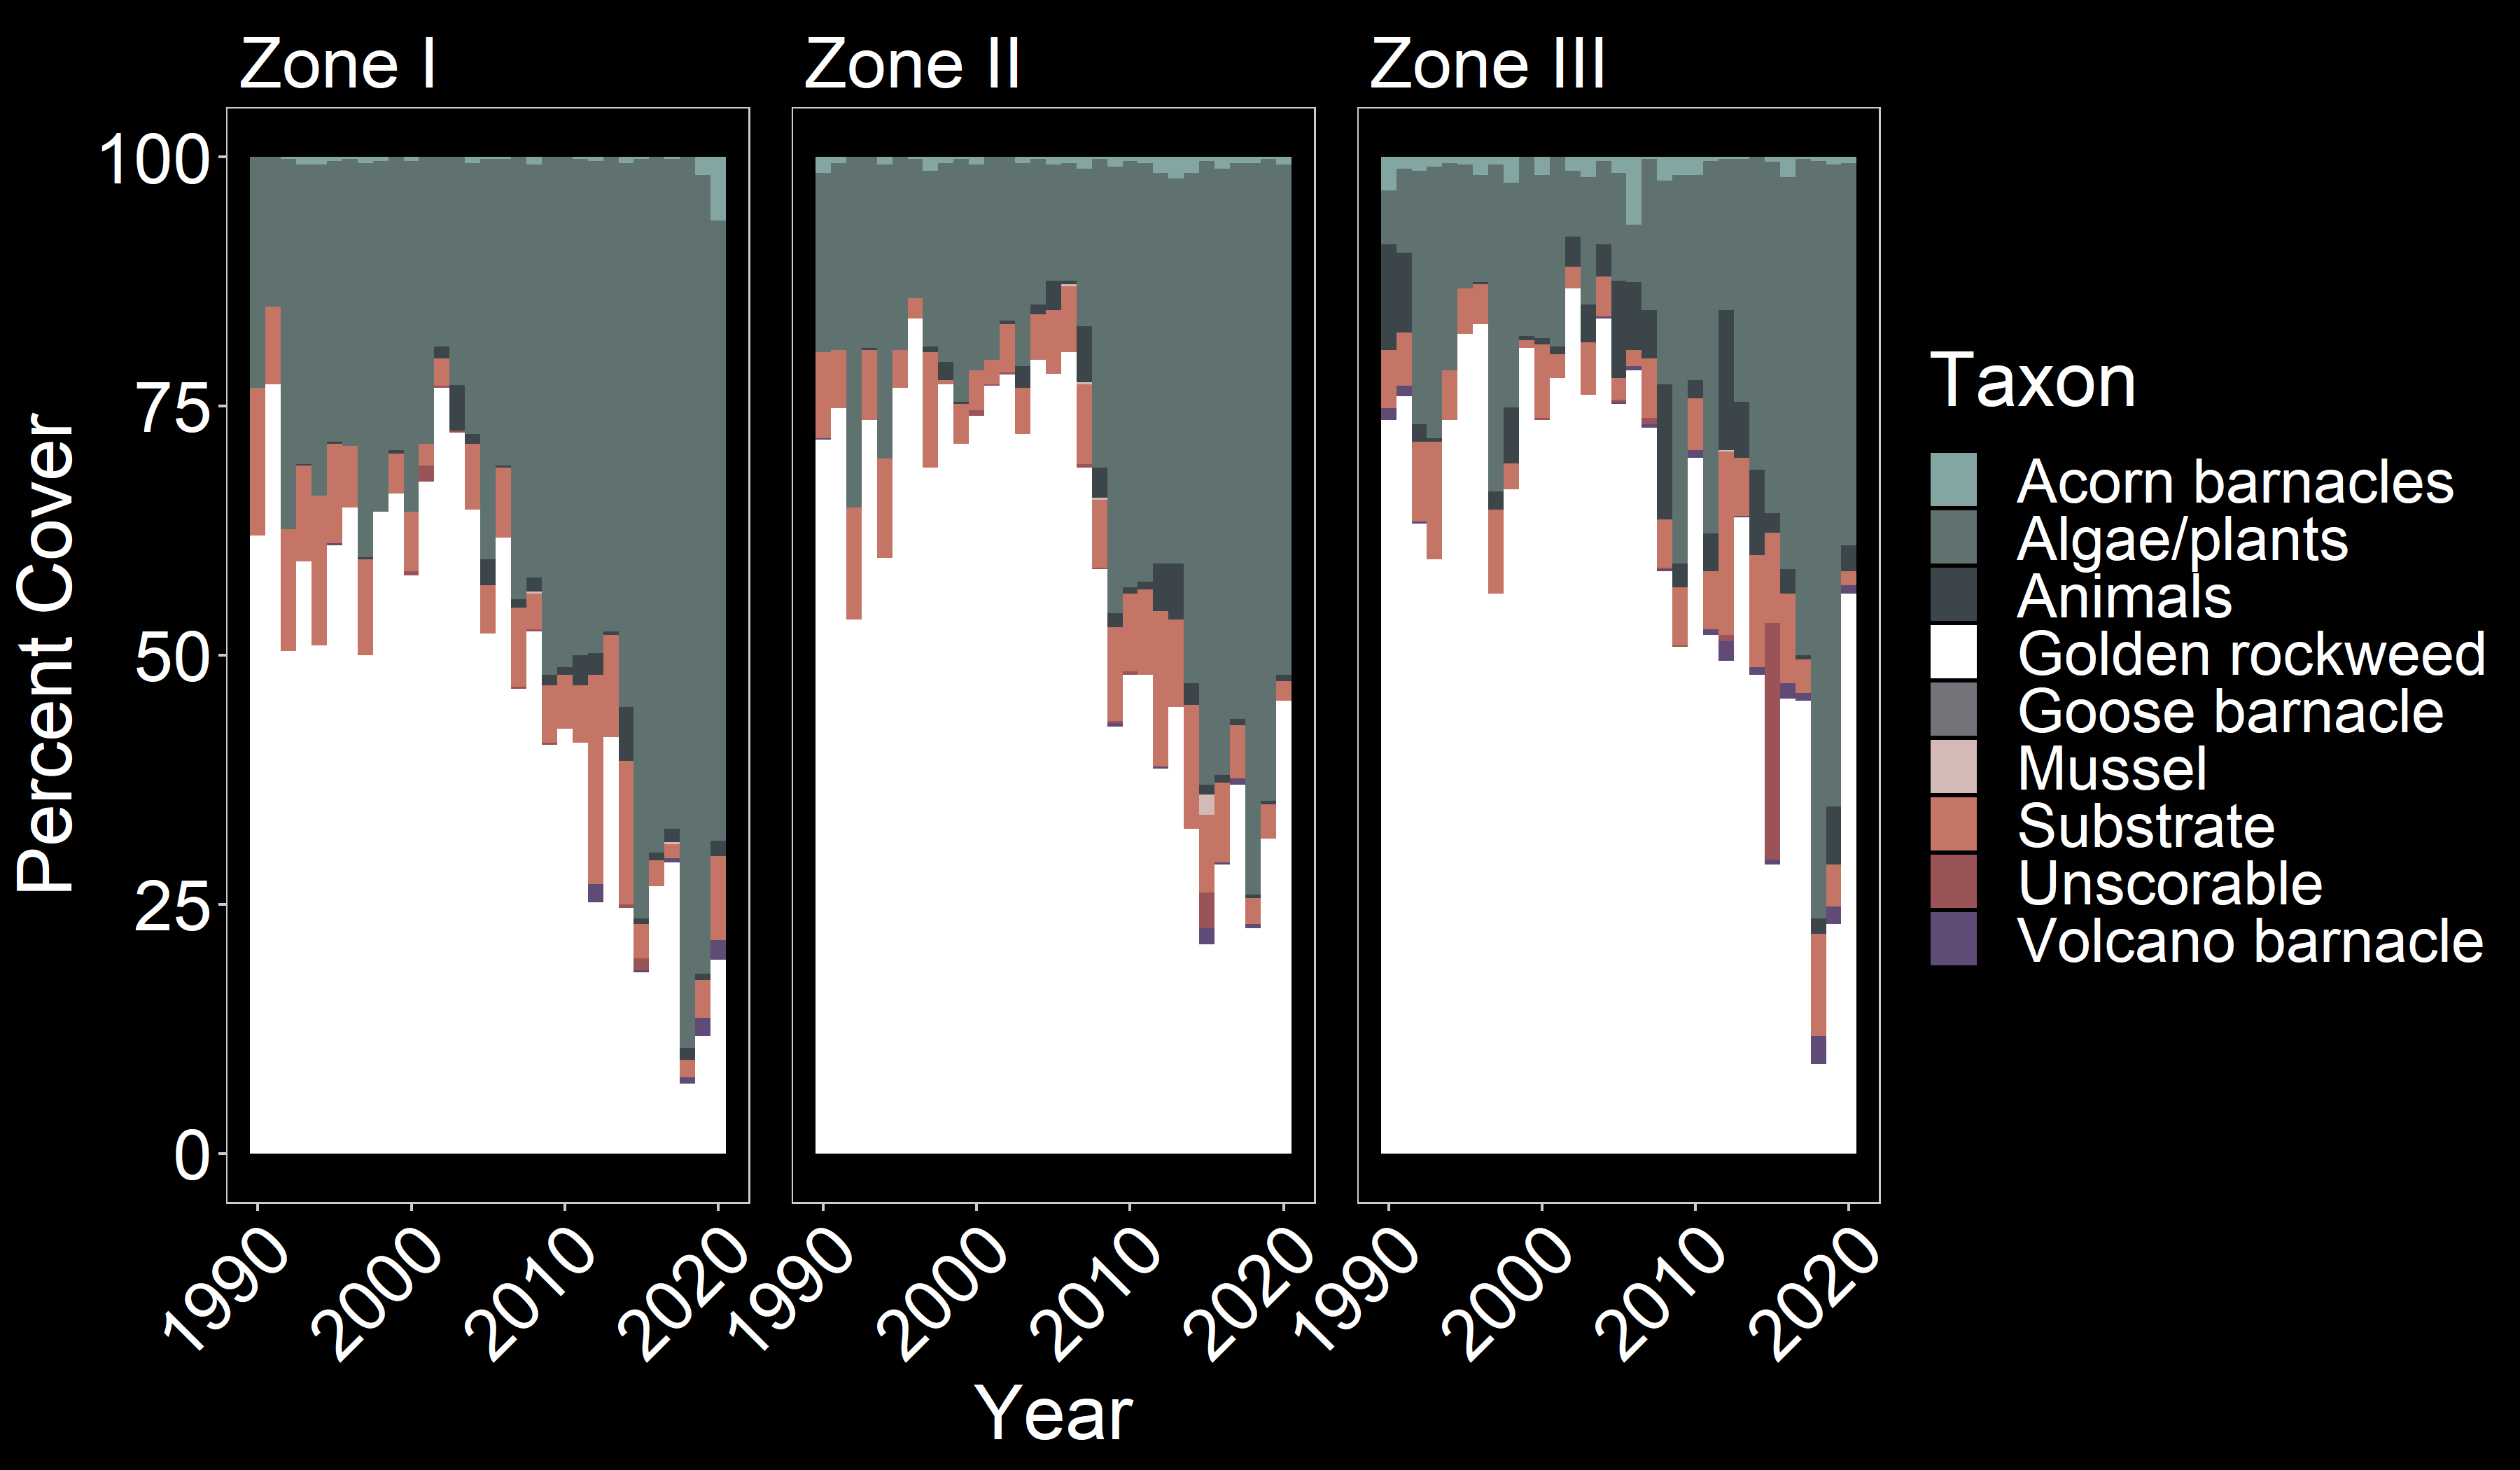 Zone I
Zone II
Zone III
Percent Cover
100
75
50
25
0
1990
2000
2010
2020
1990
2000
2010
2020
1990
2000
2010
2020
Year
Taxon
Acorn barnacles
Algae/plants
Animals
Golden rockweed
Goose barnacle
Mussel
Substrate
Unscorable
Volcano barnacle